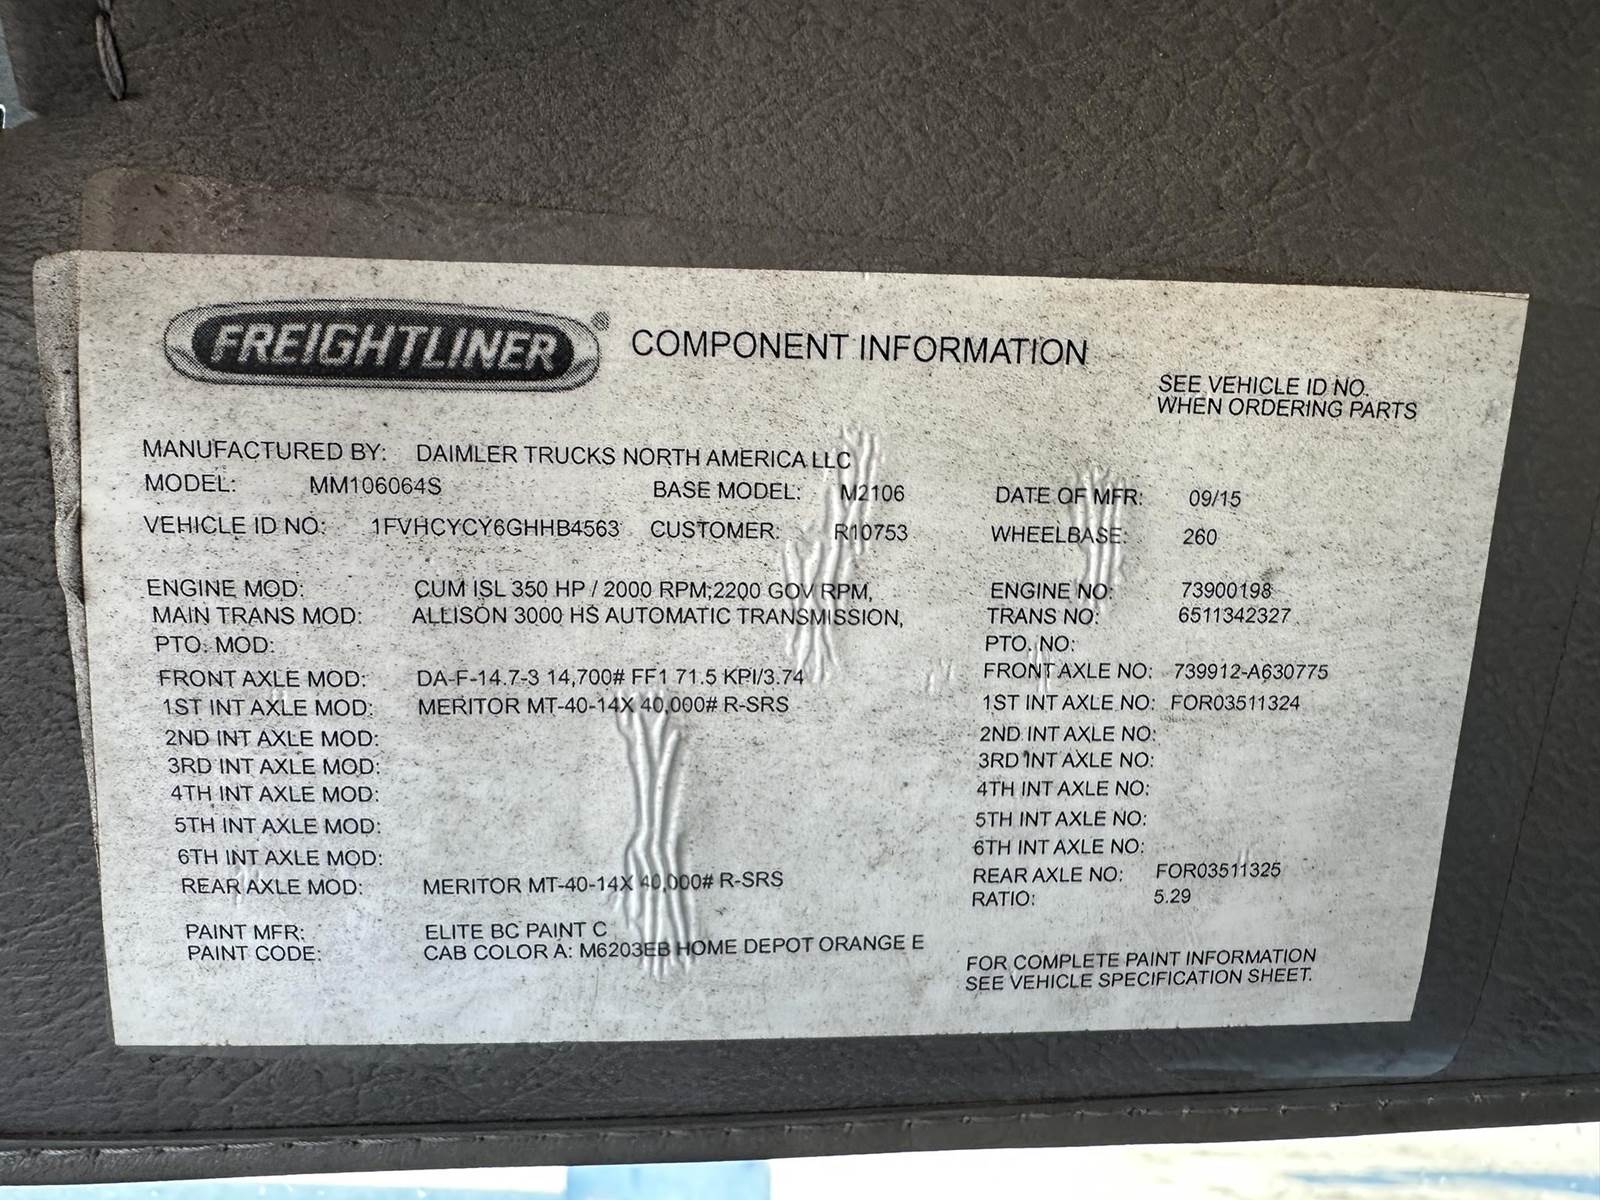 FREIGHTLINER® COMPONENT INFORMATION
SEE VEHICLE ID NO.
WHEN ORDERING PARTS
MANUFACTURED BY: DAIMLER TRUCKS NORTH AMERICA LLC
MODEL: MM106064S BASE MODEL: M2106 DATE OF MFR: 09/15
VEHICLE ID NO: 1FVHCYCY6GHHB4563 CUSTOMER: R10753 WHEELBASE: 260
ENGINE MOD: CUM ISL 350 HP / 2000 RPM;2200 GOV RPM, ENGINE NO: 73900198
MAIN TRANS MOD: ALLISON 3000 HS AUTOMATIC TRANSMISSION, TRANS NO: 6511342327
PTO. MOD: PTO. NO:
FRONT AXLE MOD: DA-F-14.7-3 14,700# FF1 71.5 KPI/3.74 FRONT AXLE NO: 739912-A630775
1ST INT AXLE MOD: MERITOR MT-40-14X 40,000# R-SRS 1ST INT AXLE NO: FOR03511324
2ND INT AXLE MOD: 2ND INT AXLE NO:
3RD INT AXLE MOD: 3RD INT AXLE NO:
4TH INT AXLE MOD: 4TH INT AXLE NO:
5TH INT AXLE MOD: 5TH INT AXLE NO:
6TH INT AXLE MOD: 6TH INT AXLE NO:
REAR AXLE MOD: MERITOR MT-40-14X 40,000# R-SRS REAR AXLE NO: FOR03511325
RATIO: 5.29
PAINT MFR: ELITE BC PAINT C
PAINT CODE: CAB COLOR A: M6203EB HOME DEPOT ORANGE E
FOR COMPLETE PAINT INFORMATION
SEE VEHICLE SPECIFICATION SHEET.